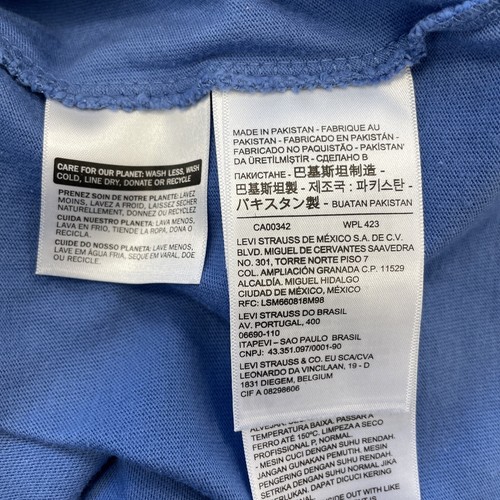 CARE FOR OUR PLANET: WASH LESS, WASH
COLD, LINE DRY, DONATE OR RECYCLE
PRENEZ SOIN DE NOTRE PLANETE: LAVEZ
MOINS, LAVEZ A FROID, LAISSEZ SECHER
NATURELLEMENT, DONNEZ OU RECYCLEZ
CUIDA NUESTRO PLANETA: LAVA MENOS,
LAVA EN FRIO, TIENDE LA ROPA, DONA O
RECICLA.
CUIDE DO NOSSO PLANETA: LAVE MENOS,
LAVE EM ÁGUA FRIA, SEQUE EM VARAL, DOE
OU RECICLE.
MADE IN PAKISTAN - FABRIQUE AU
PAKISTAN - FABRICADO EN PAKISTÁN -
FABRICADO NO PAQUISTÃO - PAKİSTAN'
DA ÜRETİLMİŞTİR - СДЕЛАНО В
ПАКИСТАНЕ - 巴基斯坦制造 -
巴基斯坦製 - 제조국 : 파키스탄 -
パキスタン製 - BUATAN PAKISTAN
CA00342 WPL 423
LEVI STRAUSS DE MÉXICO S.A. DE C.V.
BLVD. MIGUEL DE CERVANTES SAAVEDRA
NO. 301, TORRE NORTE PISO 7
COL. AMPLIACIÓN GRANADA C.P. 11529
ALCALDÍA. MIGUEL HIDALGO
CIUDAD DE MÉXICO, MÉXICO
RFC: LSM660818M98
LEVI STRAUSS DO BRASIL
AV. PORTUGAL, 400
06690-110
ITAPEVI – SAO PAULO BRASIL
CNPJ: 43.351.097/0001-90
LEVI STRAUSS & CO. EU SCA/CVA
LEONARDO DA VINCILAAN, 19 - D
1831 DIEGEM, BELGIUM
CIF A 08298606
TEMPERATURA BAIXA. PASSAR A
FERRO ATÉ 150ºC. LIMPEZA A SECO
PROFISSIONAL P, NORMAL
- MESIN CUCI DENGAN SUHU RENDAH.
JANGAN GUNAKAN PEMUTIH. MESIN
PENGERING DENGAN SUHU NORMAL JIKA
SETRIKA DENGAN SUHU RENDAH.
DAPAT DICUCI KERING
INSIDE OUT WITH LIKE